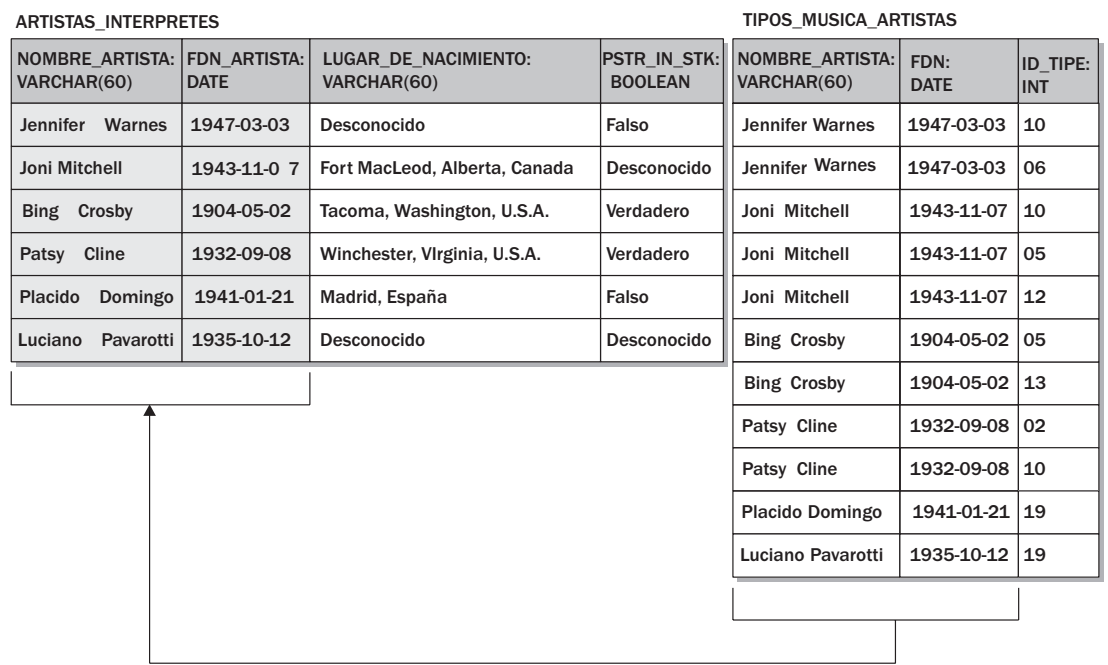 ARTISTAS_INTERPRETES
NOMBRE_ARTISTA: FDN_ARTISTA: LUGAR_DE_NACIMIENTO: PSTR_IN_STK:
VARCHAR(60) DATE VARCHAR(60) BOOLEAN
Jennifer Warnes 1947-03-03 Desconocido Falso
Joni Mitchell 1943-11-0 7 Fort MacLeod, Alberta, Canada Desconocido
Bing Crosby 1904-05-02 Tacoma, Washington, U.S.A. Verdadero
Patsy Cline 1932-09-08 Winchester, VIrginia, U.S.A. Verdadero
Placido Domingo 1941-01-21 Madrid, España Falso
Luciano Pavarotti 1935-10-12 Desconocido Desconocido
TIPOS_MUSICA_ARTISTAS
NOMBRE_ARTISTA: FDN: ID_TIPE:
VARCHAR(60) DATE INT
Jennifer Warnes 1947-03-03 10
Jennifer Warnes 1947-03-03 06
Joni Mitchell 1943-11-07 10
Joni Mitchell 1943-11-07 05
Joni Mitchell 1943-11-07 12
Bing Crosby 1904-05-02 05
Bing Crosby 1904-05-02 13
Patsy Cline 1932-09-08 02
Patsy Cline 1932-09-08 10
Placido Domingo 1941-01-21 19
Luciano Pavarotti 1935-10-12 19